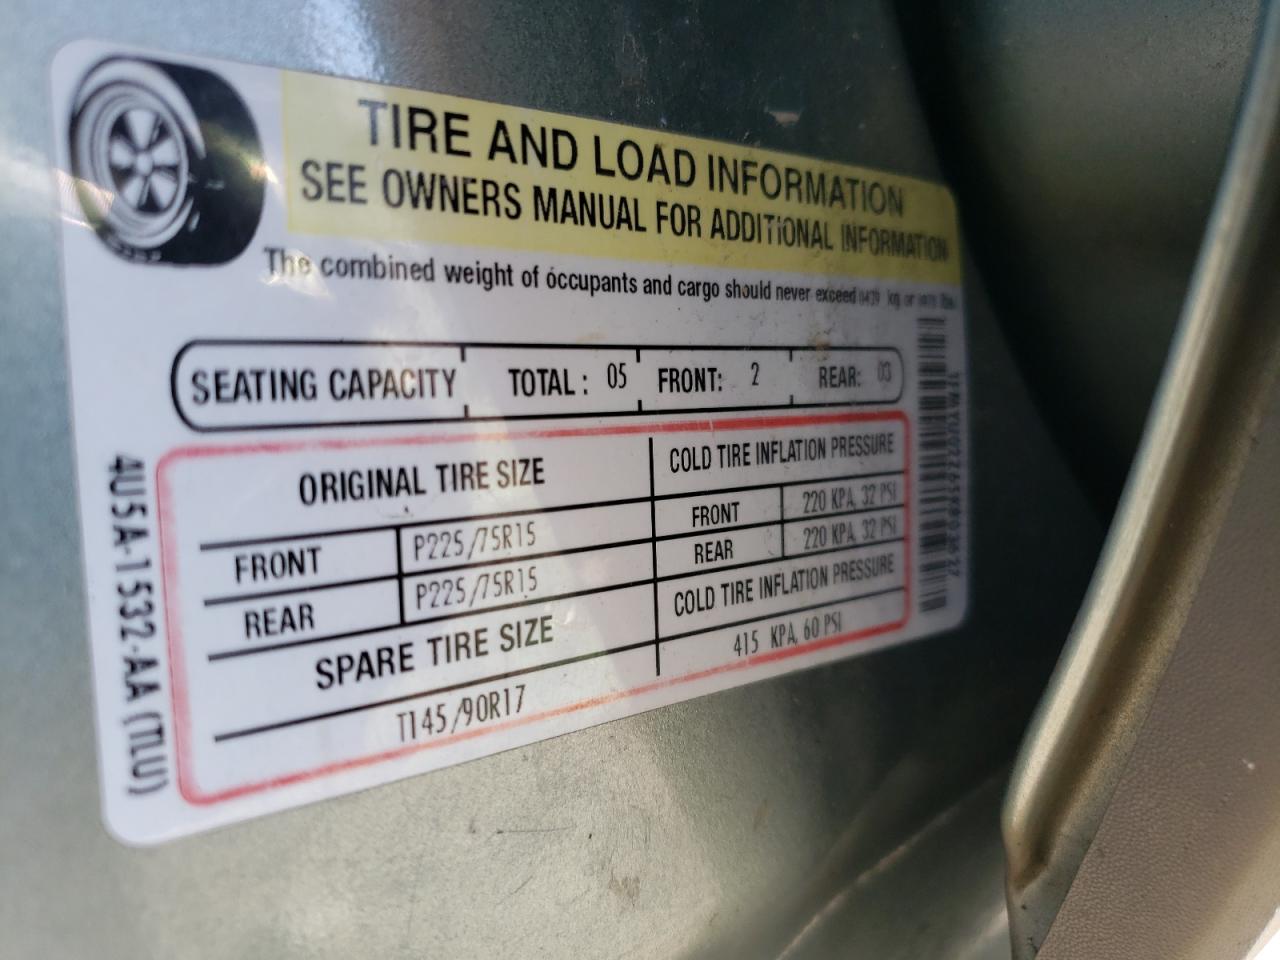 TIRE AND LOAD INFORMATION
SEE OWNERS MANUAL FOR ADDITIONAL INFORMATION
The combined weight of occupants and cargo should never exceed kg or lbs.
SEATING CAPACITY TOTAL: 05 FRONT: 2 REAR: 03
ORIGINAL TIRE SIZE COLD TIRE INFLATION PRESSURE
FRONT P225/75R15 FRONT 220 KPA, 32 PSI
REAR P225/75R15 REAR 220 KPA, 32 PSI
SPARE TIRE SIZE COLD TIRE INFLATION PRESSURE
T145/90R17 415 KPA, 60 PSI
4U5A-1532-AA (TLU)